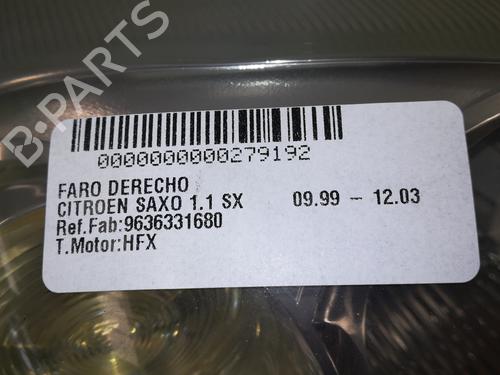 B-PARTS
0000000000279192
FARO DERECHO
CITROEN SAXO 1.1 SX 09.99 - 12.03
Ref.Fab:9636331680
T.Motor:HFX